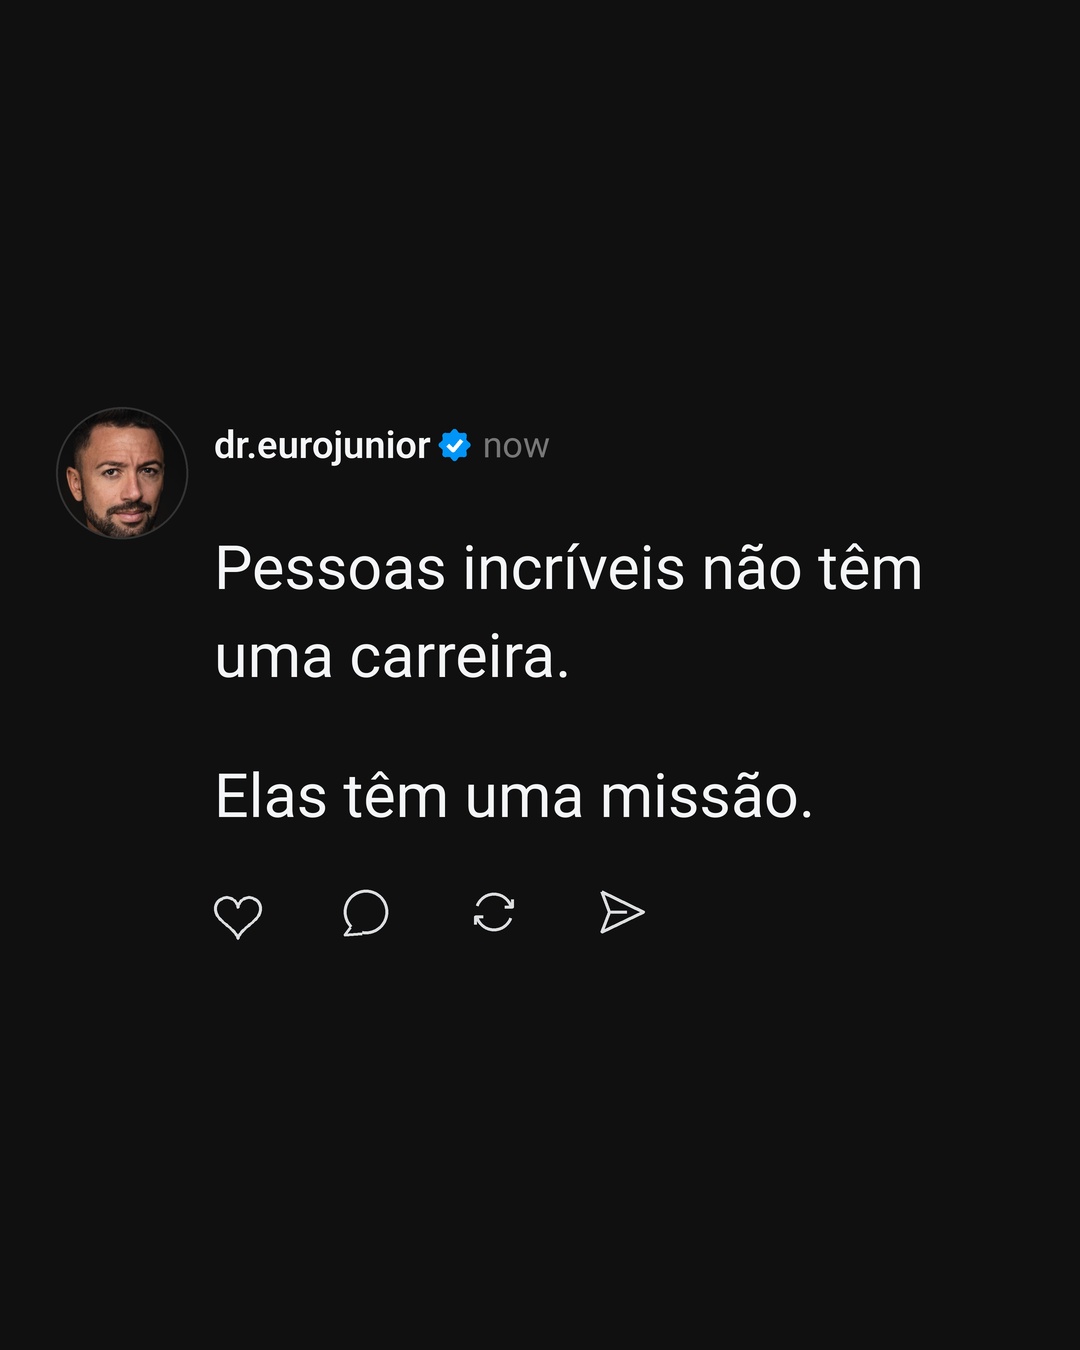 dr.eurojunior now
Pessoas incríveis não têm
uma carreira.
Elas têm uma missão.